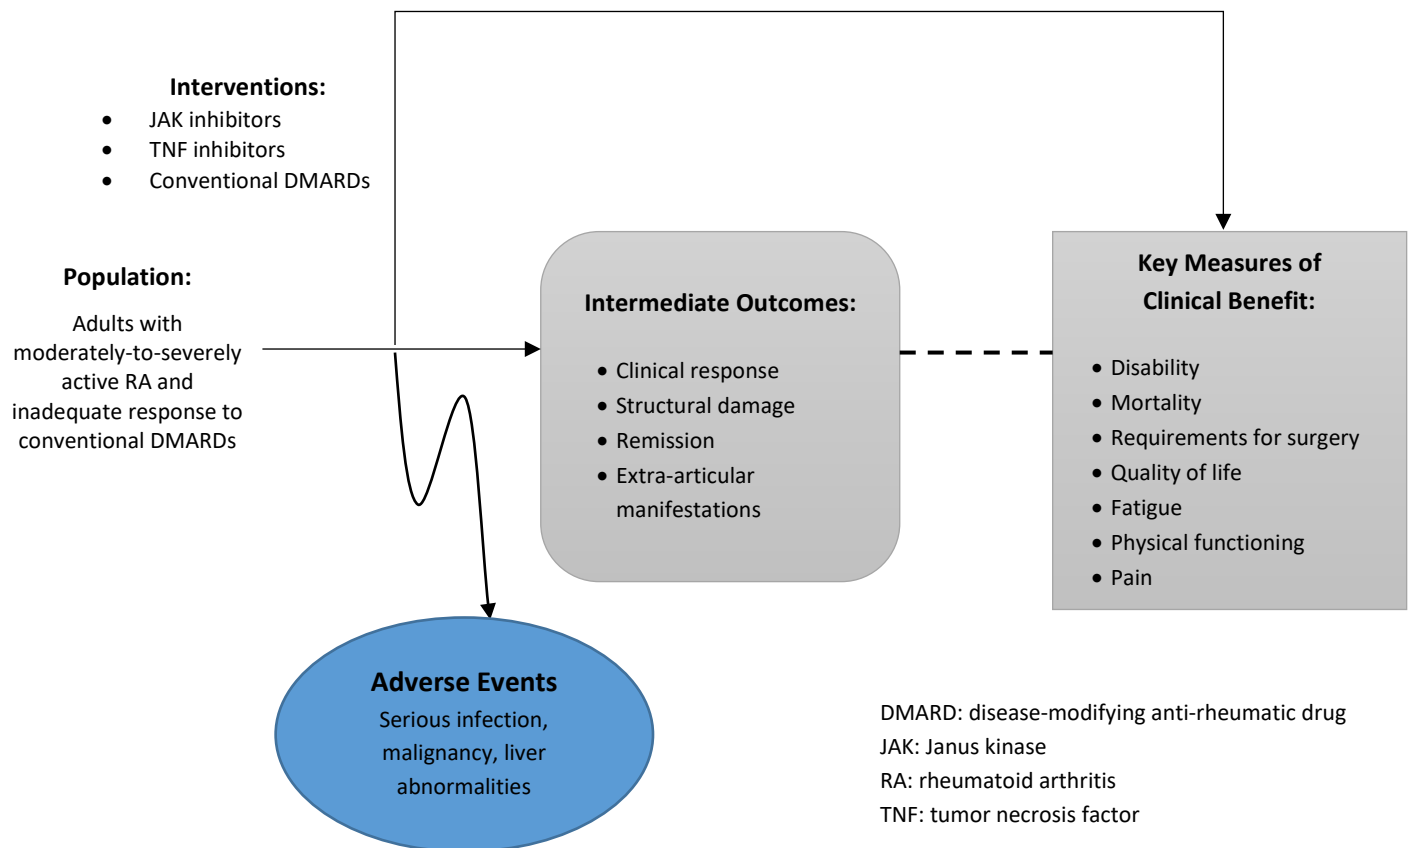 Interventions:
• JAK inhibitors
• TNF inhibitors
• Conventional DMARDs
Population:
Adults with
moderately-to-severely
active RA and
inadequate response to
conventional DMARDs
Intermediate Outcomes:
• Clinical response
• Structural damage
• Remission
• Extra-articular
manifestations
Key Measures of
Clinical Benefit:
• Disability
• Mortality
• Requirements for surgery
• Quality of life
• Fatigue
• Physical functioning
• Pain
Adverse Events
Serious infection,
malignancy, liver
abnormalities
DMARD: disease-modifying anti-rheumatic drug
JAK: Janus kinase
RA: rheumatoid arthritis
TNF: tumor necrosis factor